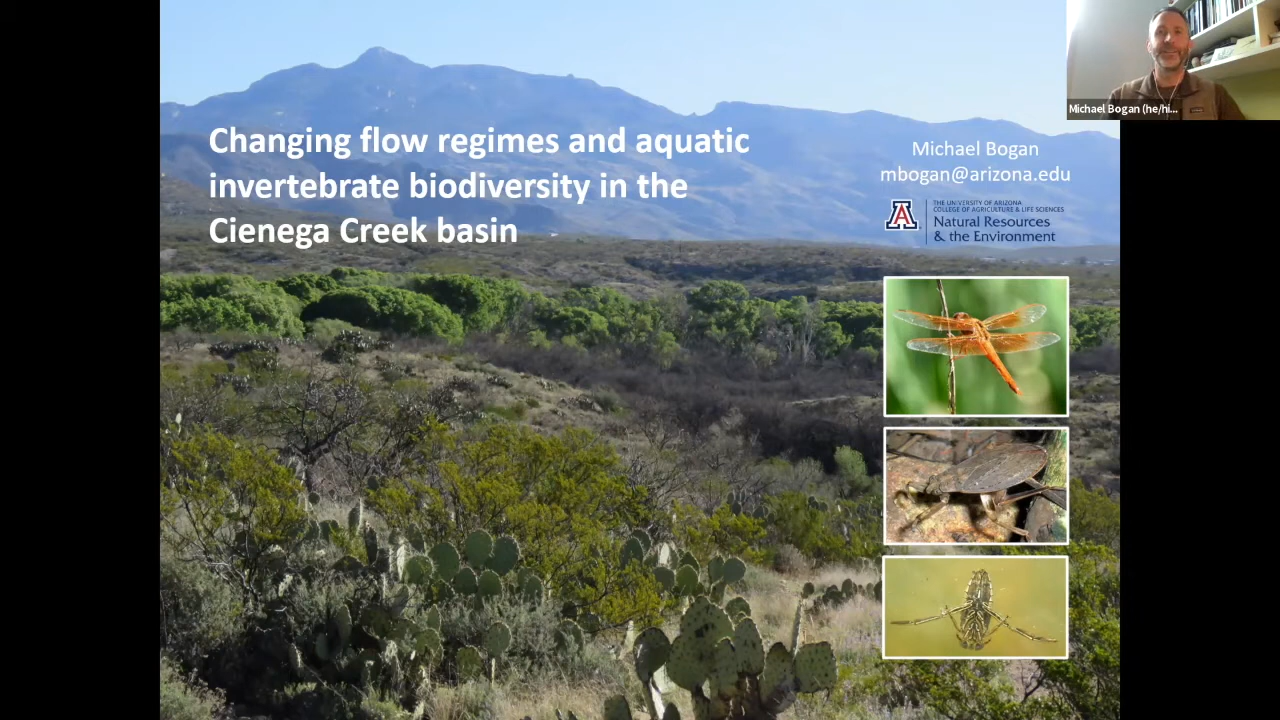 Changing flow regimes and aquatic
invertebrate biodiversity in the
Cienega Creek basin
Michael Bogan
mbogan@arizona.edu
A
THE UNIVERSITY OF ARIZONA
COLLEGE OF AGRICULTURE & LIFE SCIENCES
Natural Resources
& the Environment
Michael Bogan (he/hi...